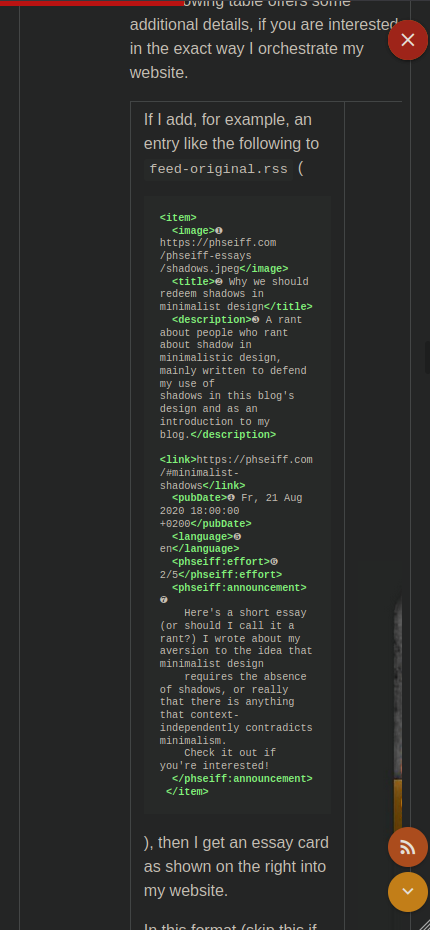 owing table offers some
additional details, if you are interested
in the exact way I orchestrate my
website.
If I add, for example, an
entry like the following to
feed-original.rss (
<item>
<image>❶
https://phseiff.com
/phseiff-essays
/shadows.jpeg</image>
<title>❷ Why we should
redeem shadows in
minimalist design</title>
<description>❸ A rant
about people who rant
about shadow in
minimalistic design,
mainly written to defend
my use of
shadows in this blog's
design and as an
introduction to my
blog.</description>
<link>https://phseiff.com
/#minimalist-
shadows</link>
<pubDate>❹ Fr, 21 Aug
2020 18:00:00
+0200</pubDate>
<language>❺
en</language>
<phseiff:effort>❻
2/5</phseiff:effort>
<phseiff:announcement>
❼
Here's a short essay
(or should I call it a
rant?) I wrote about my
aversion to the idea that
minimalist design
requires the absence
of shadows, or really
that there is anything
that context-
independently contradicts
minimalism.
Check it out if
you're interested!
</phseiff:announcement>
</item>
), then I get an essay card
as shown on the right into
my website.
In this format (skip this if